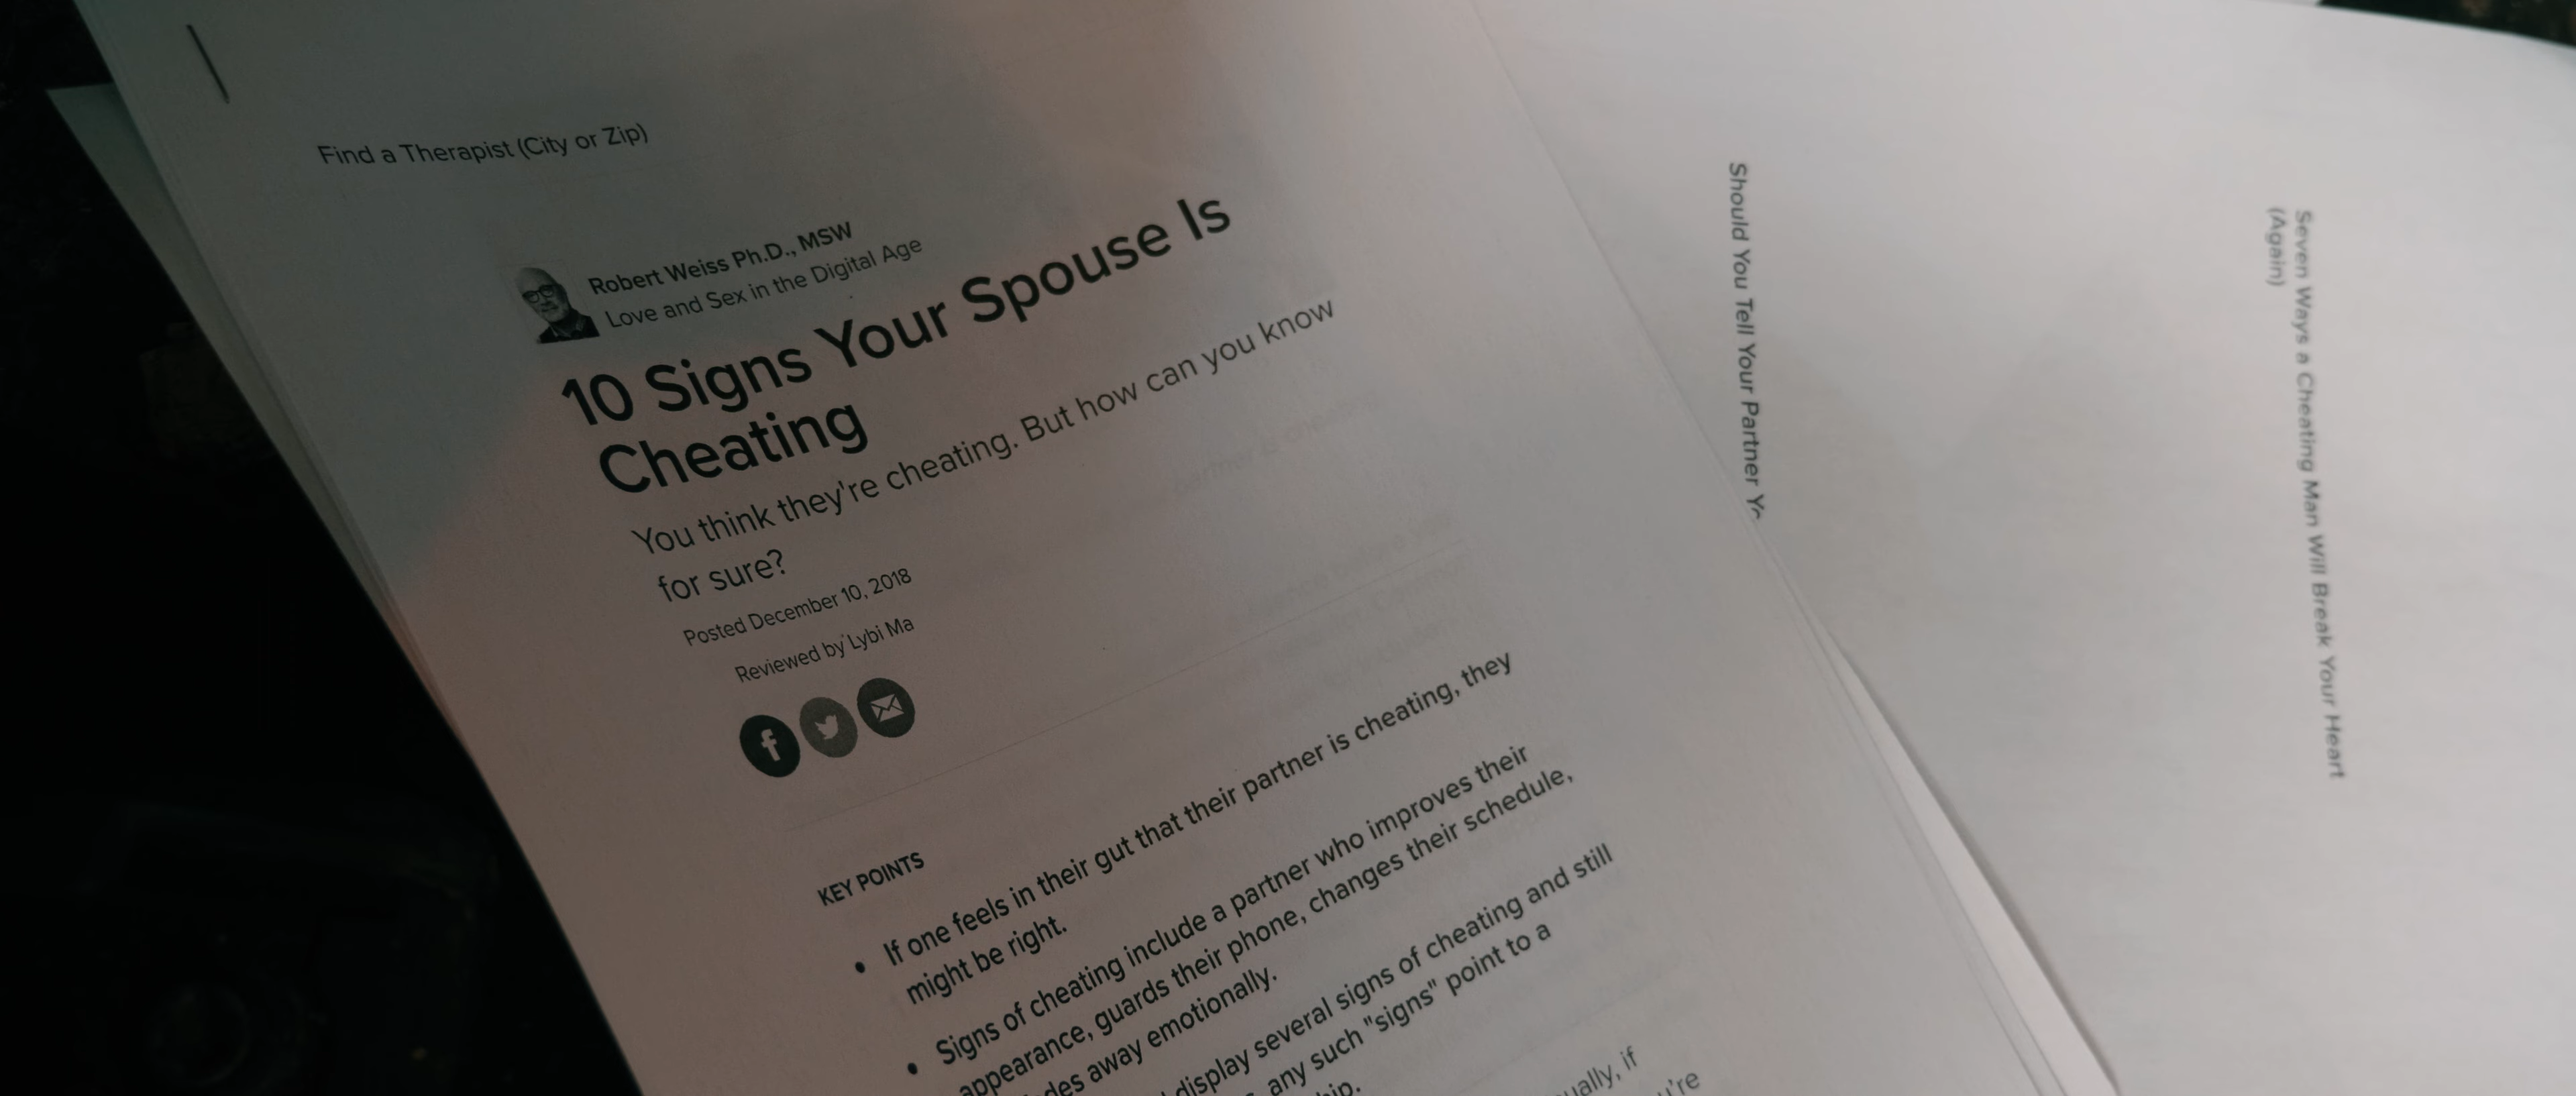 Find a Therapist (City or Zip)
Robert Weiss Ph.D., MSW
Love and Sex in the Digital Age
10 Signs Your Spouse Is
Cheating
You think they're cheating. But how can you know
for sure?
Posted December 10, 2018
Reviewed by Lybi Ma
KEY POINTS
• If one feels in their gut that their partner is cheating, they
might be right.
• Signs of cheating include a partner who improves their
appearance, guards their phone, changes their schedule,
away emotionally.
display several signs of cheating and still
any such "signs" point to a
Should You Tell Your Partner
Seven Ways a Cheating Man Will Break Your Heart
(Again)